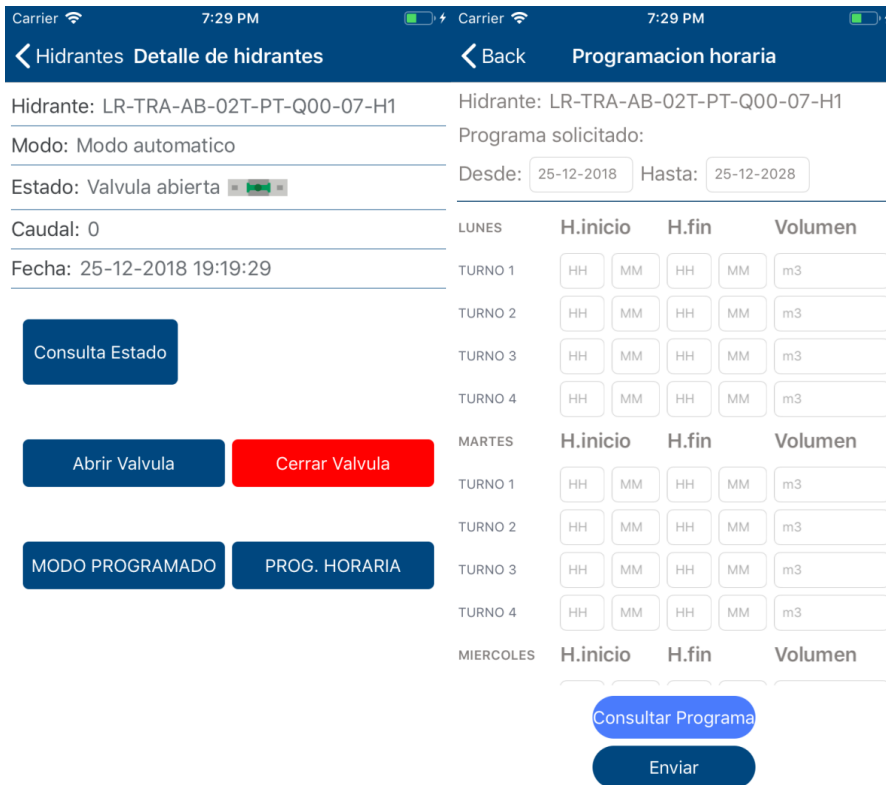 Carrier 7:29 PM
Hidrantes Detalle de hidrantes
Hidrante: LR-TRA-AB-02T-PT-Q00-07-H1
Modo: Modo automatico
Estado: Valvula abierta
Caudal: 0
Fecha: 25-12-2018 19:19:29
Consulta Estado
Abrir Valvula Cerrar Valvula
MODO PROGRAMADO PROG. HORARIA
Carrier 7:29 PM
Back Programacion horaria
Hidrante: LR-TRA-AB-02T-PT-Q00-07-H1
Programa solicitado:
Desde: 25-12-2018 Hasta: 25-12-2028
LUNES H.inicio H.fin Volumen
TURNO 1 HH MM HH MM m3
TURNO 2 HH MM HH MM m3
TURNO 3 HH MM HH MM m3
TURNO 4 HH MM HH MM m3
MARTES H.inicio H.fin Volumen
TURNO 1 HH MM HH MM m3
TURNO 2 HH MM HH MM m3
TURNO 3 HH MM HH MM m3
TURNO 4 HH MM HH MM m3
MIERCOLES H.inicio H.fin Volumen
Consultar Programa
Enviar